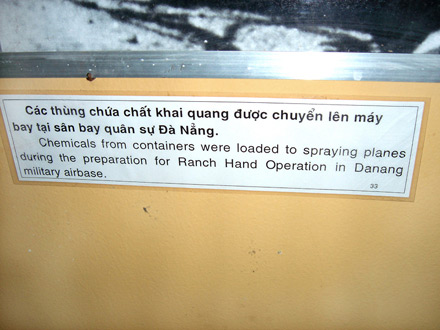 Các thùng chứa chất khai quang được chuyển lên máy
bay tại sân bay quân sự Đà Nẵng.
Chemicals from containers were loaded to spraying planes
during the preparation for Ranch Hand Operation in Danang
military airbase.
33